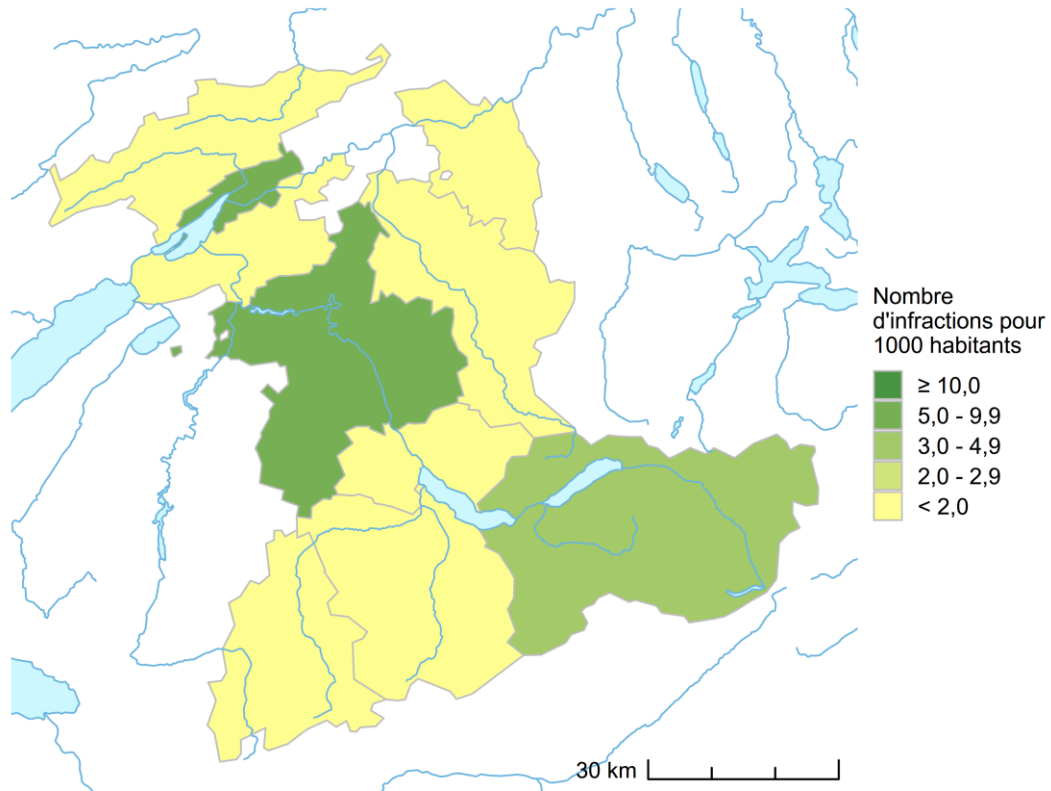 Nombre
d'infractions pour
1000 habitants
≥ 10,0
5,0 - 9,9
3,0 - 4,9
2,0 - 2,9
< 2,0
30 km